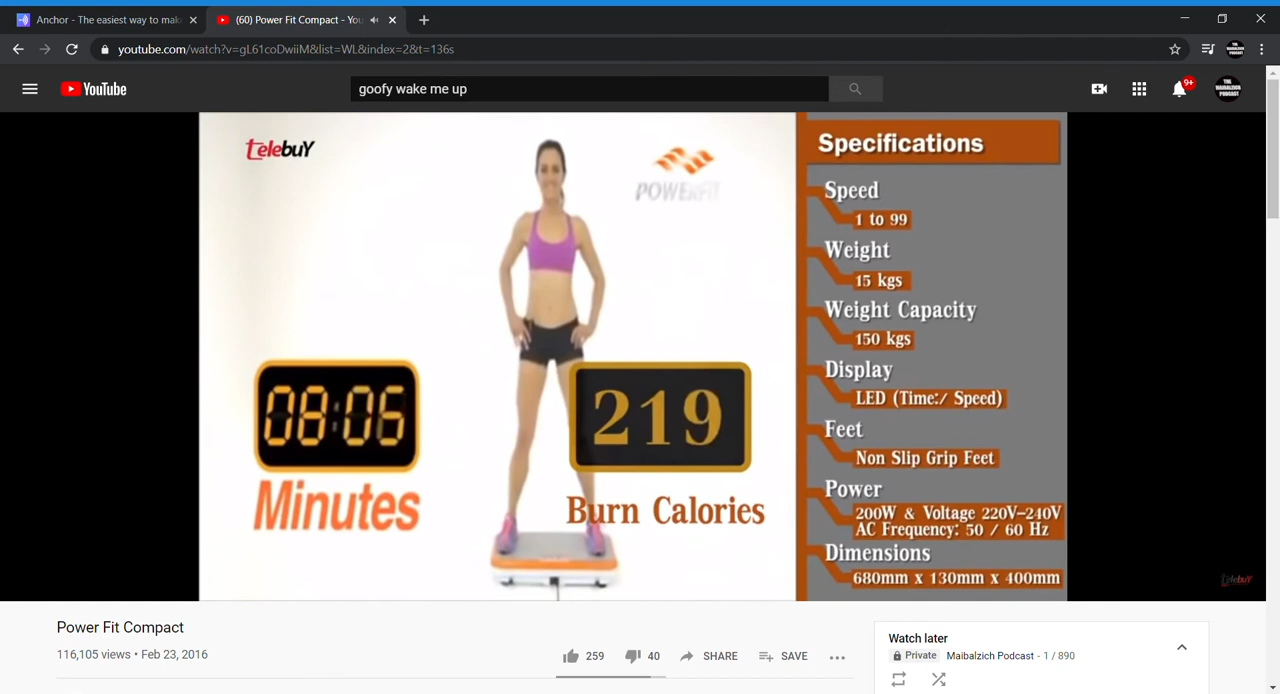 Anchor - The easiest way to mak
(60) Power Fit Compact - You
youtube.com/watch?v=gL61coDwiiM&list=WL&index=2&t=136s
YouTube
goofy wake me up
9+
THE
MAIBALZICH
PODCAST
telebuY
POWERFIT
08:05
Minutes
219
Burn Calories
Specifications
Speed
1 to 99
Weight
15 kgs
Weight Capacity
150 kgs
Display
LED (Time:/ Speed)
Feet
Non Slip Grip Feet
Power
200W & Voltage 220V-240V
AC Frequency: 50 / 60 Hz
Dimensions
680mm x 130mm x 400mm
telebuY
Power Fit Compact
116,105 views • Feb 23, 2016
259
40
SHARE
SAVE
Watch later
Private
Maibalzich Podcast - 1 / 890